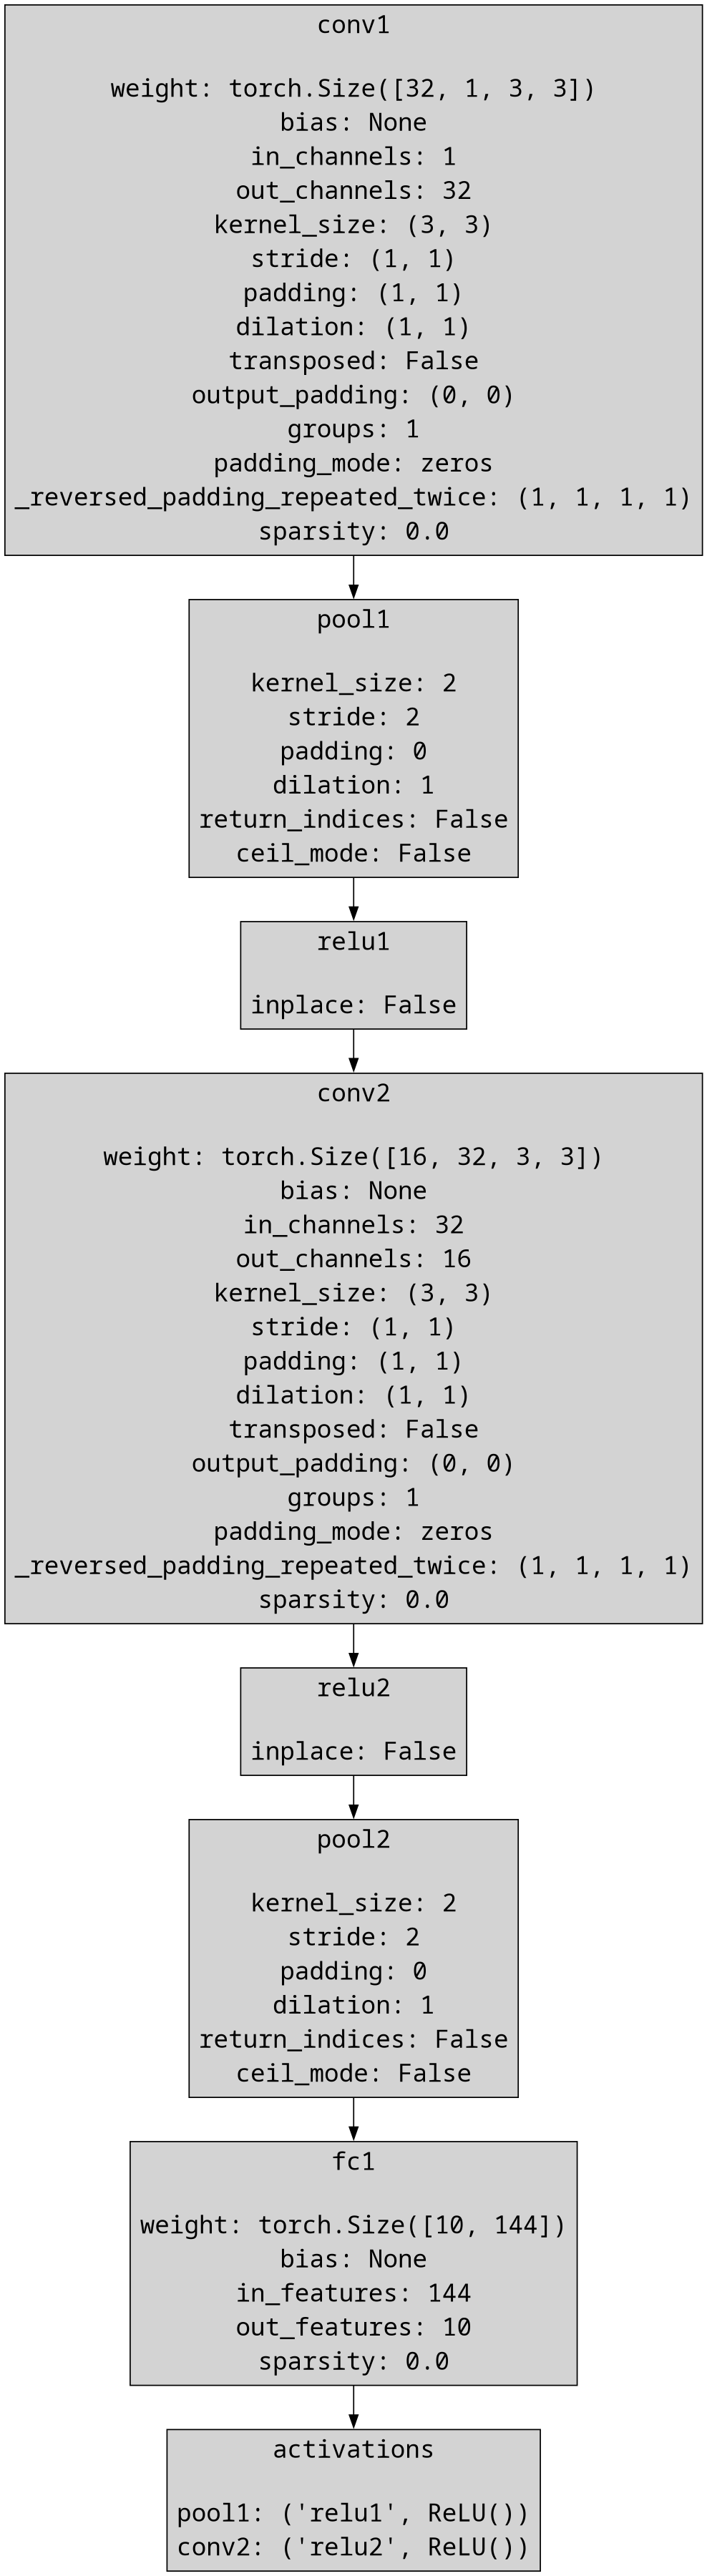 conv1
weight: torch.Size([32, 1, 3, 3])
bias: None
in_channels: 1
out_channels: 32
kernel_size: (3, 3)
stride: (1, 1)
padding: (1, 1)
dilation: (1, 1)
transposed: False
output_padding: (0, 0)
groups: 1
padding_mode: zeros
_reversed_padding_repeated_twice: (1, 1, 1, 1)
sparsity: 0.0
pool1
kernel_size: 2
stride: 2
padding: 0
dilation: 1
return_indices: False
ceil_mode: False
relu1
inplace: False
conv2
weight: torch.Size([16, 32, 3, 3])
bias: None
in_channels: 32
out_channels: 16
kernel_size: (3, 3)
stride: (1, 1)
padding: (1, 1)
dilation: (1, 1)
transposed: False
output_padding: (0, 0)
groups: 1
padding_mode: zeros
_reversed_padding_repeated_twice: (1, 1, 1, 1)
sparsity: 0.0
relu2
inplace: False
pool2
kernel_size: 2
stride: 2
padding: 0
dilation: 1
return_indices: False
ceil_mode: False
fc1
weight: torch.Size([10, 144])
bias: None
in_features: 144
out_features: 10
sparsity: 0.0
activations
pool1: ('relu1', ReLU())
conv2: ('relu2', ReLU())